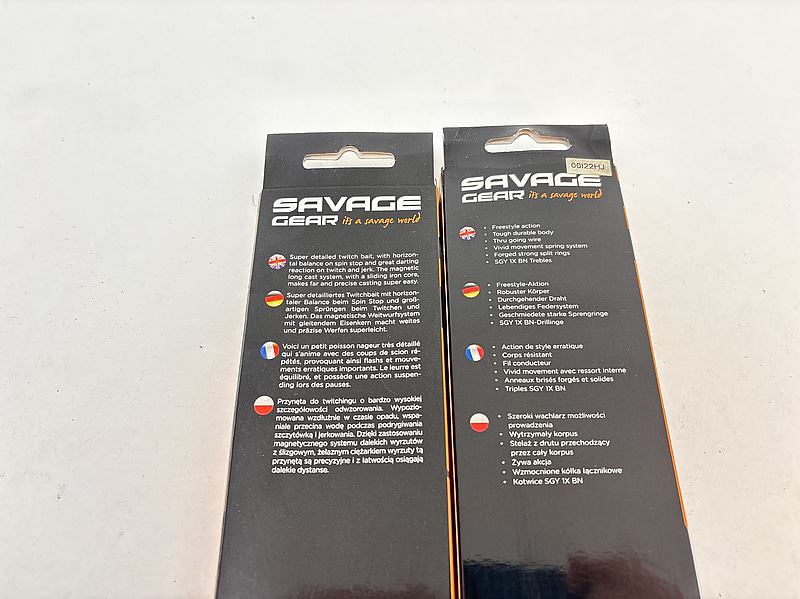 SAVAGE
GEAR it's a savage world
Super detailed twitch bait, with horizon-
tal balance on spin stop and great darting
reaction on twitch and jerk. The magnetic
long cast system, with a sliding iron core,
makes far and precise casting super easy.
Super detailliertes Twitchbait mit horizon-
taler Balance beim Spin Stop und groß-
artigen Sprüngen beim Twitchen und
Jerken. Das magnetische Weitwurfsystem
mit gleitendem Eisenkern macht weites
und präzise Werfen superleicht.
Voici un petit poisson nageur très détaillé
qui s'anime avec des coups de scion ré-
pétés, provoquant ainsi flashs et mouve-
ments erratiques importants. Le leurre est
équilibré, et possède une action suspen-
ding lors des pauses.
Przynęta do twitchingu o bardzo wysokiej
szczegółowości odwzorowania. Wypozio-
mowana wzdłużnie w czasie opadu, wspa-
niale przecina wodę podczas podrygiwania
szczytówką i jerkowania. Dzięki zastosowaniu
magnetycznego systemu dalekich wyrzutów
z ślizgowym, żelaznym ciężarkiem wyrzuty tą
przynętą są precyzyjne i z łatwością osiągają
dalekie dystanse.
00122HJ
SAVAGE
GEAR it's a savage world
• Freestyle action
• Tough durable body
• Thru going wire
• Vivid movement spring system
• Forged strong split rings
• SGY 1X BN Trebles
• Freestyle-Aktion
• Robuster Körper
• Durchgehender Draht
• Lebendiges Federsystem
• Geschmiedete starke Sprengringe
• SGY 1X BN-Drillinge
• Action de style erratique
• Corps résistant
• Fil conducteur
• Vivid movement avec ressort interne
• Anneaux brisés forgés et solides
• Triples SGY 1X BN
• Szeroki wachlarz możliwości
prowadzenia
• Wytrzymały korpus
• Stelaż z drutu przechodzący
przez cały korpus
• Żywa akcja
• Wzmocnione kółka łącznikowe
• Kotwice SGY 1X BN